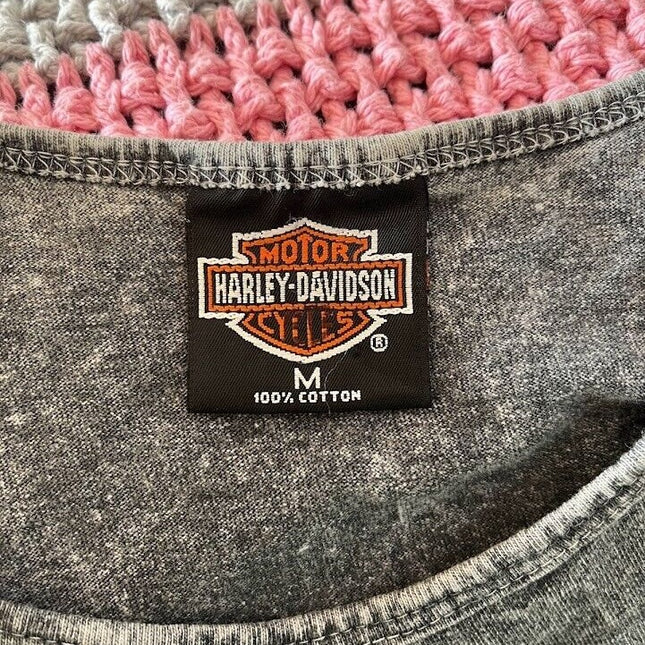 MOTOR
HARLEY-DAVIDSON
CYCLES
®
M
100% COTTON